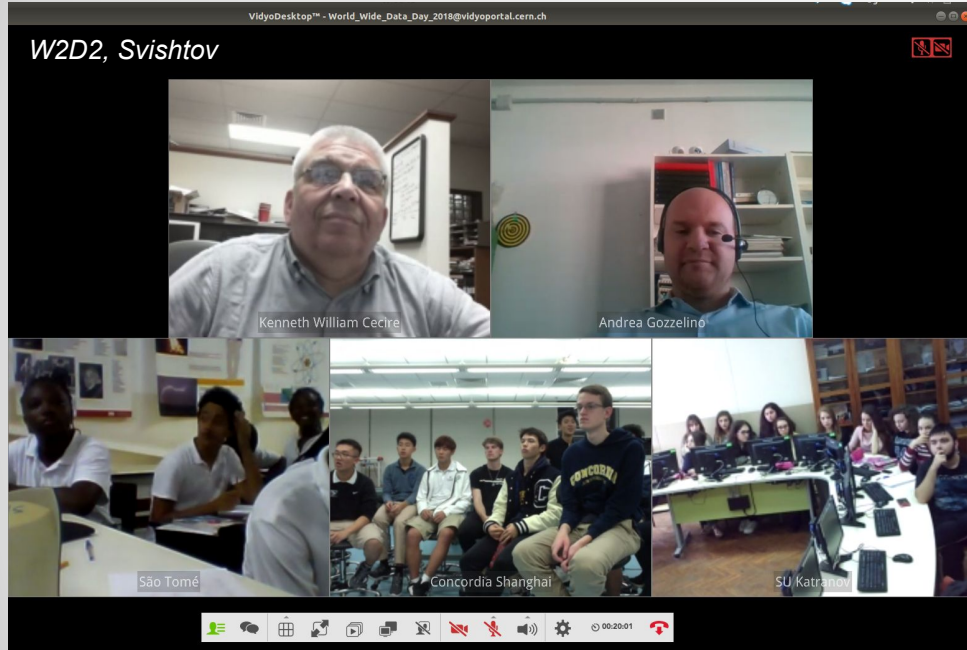 VidyoDesktop™ - World_Wide_Data_Day_2018@vidyoportal.cern.ch
W2D2, Svishtov
Kenneth William Cecire
Andrea Gozzelino
São Tomé
Concordia Shanghai
SU Katranov
CONCORDIA
C
00:20:01